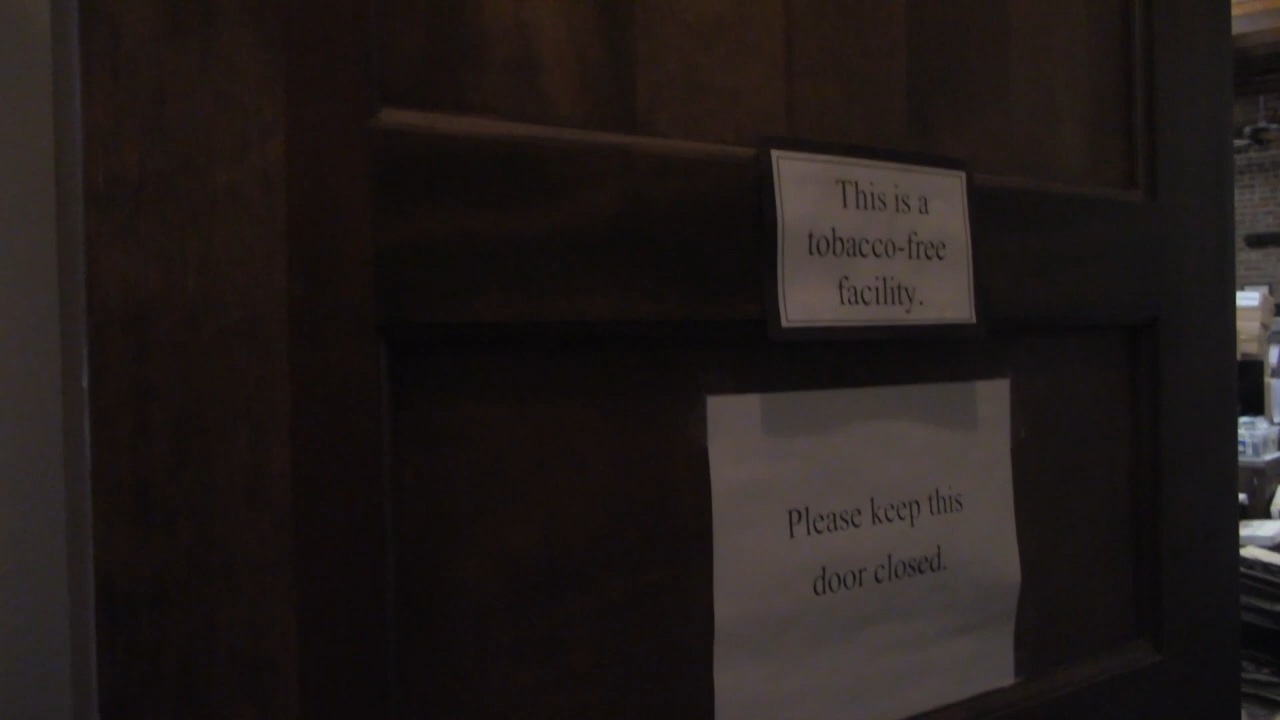 This is a
tobacco-free
facility.
Please keep this
door closed.